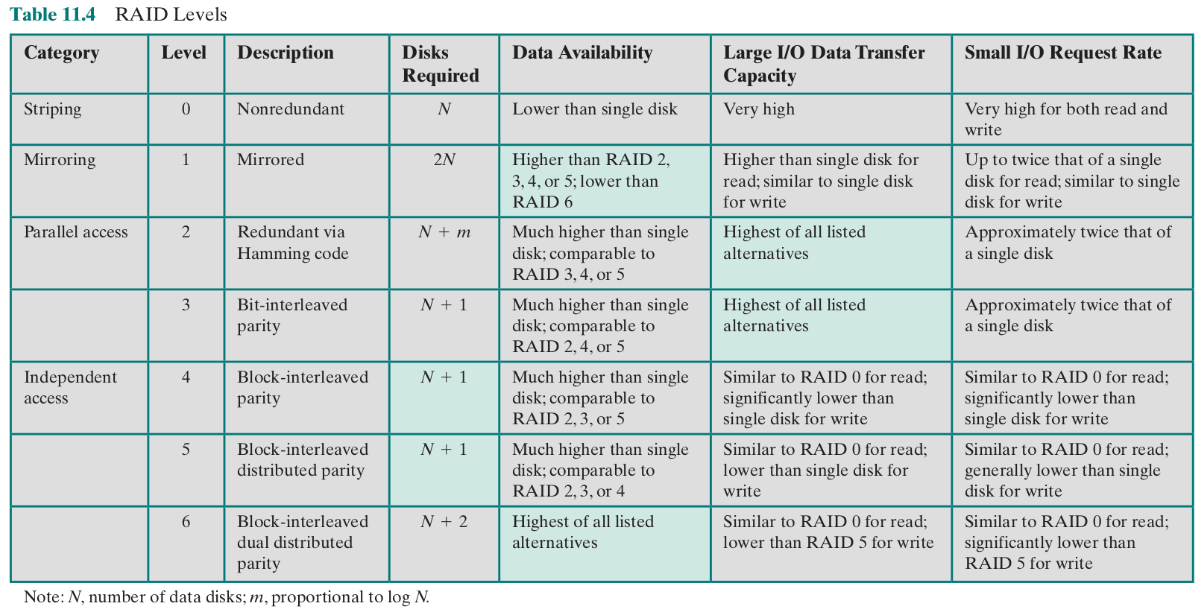 Table 11.4 RAID Levels
Category Level Description Disks Required Data Availability Large I/O Data Transfer Capacity Small I/O Request Rate
Striping 0 Nonredundant N Lower than single disk Very high Very high for both read and write
Mirroring 1 Mirrored 2N Higher than RAID 2, 3, 4, or 5; lower than RAID 6 Higher than single disk for read; similar to single disk for write Up to twice that of a single disk for read; similar to single disk for write
Parallel access 2 Redundant via Hamming code N + m Much higher than single disk; comparable to RAID 3, 4, or 5 Highest of all listed alternatives Approximately twice that of a single disk
3 Bit-interleaved parity N + 1 Much higher than single disk; comparable to RAID 2, 4, or 5 Highest of all listed alternatives Approximately twice that of a single disk
Independent access 4 Block-interleaved parity N + 1 Much higher than single disk; comparable to RAID 2, 3, or 5 Similar to RAID 0 for read; significantly lower than single disk for write Similar to RAID 0 for read; significantly lower than single disk for write
5 Block-interleaved distributed parity N + 1 Much higher than single disk; comparable to RAID 2, 3, or 4 Similar to RAID 0 for read; lower than single disk for write Similar to RAID 0 for read; generally lower than single disk for write
6 Block-interleaved dual distributed parity N + 2 Highest of all listed alternatives Similar to RAID 0 for read; lower than RAID 5 for write Similar to RAID 0 for read; significantly lower than RAID 5 for write
Note: N, number of data disks; m, proportional to log N.